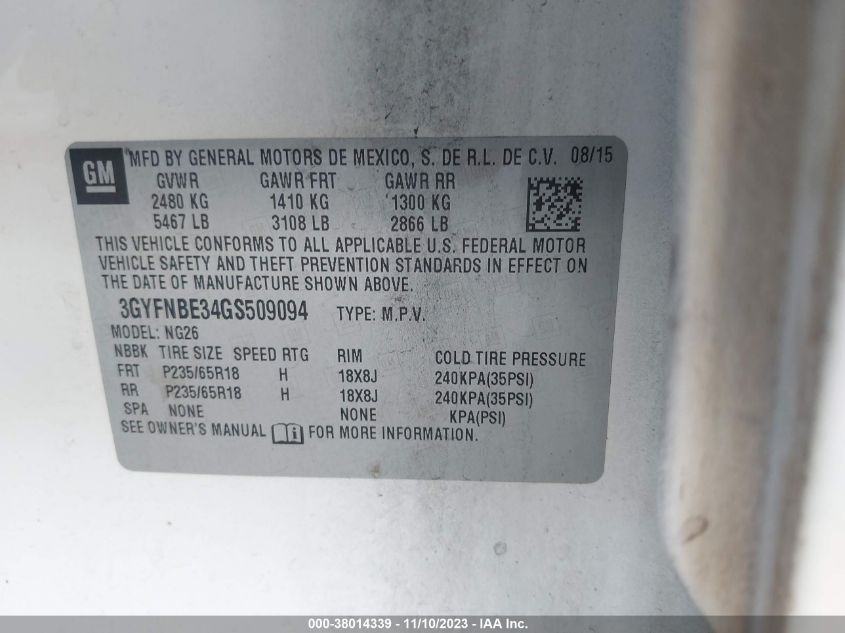 GM
MFD BY GENERAL MOTORS DE MEXICO, S. DE R.L. DE C.V. 08/15
GVWR GAWR FRT GAWR RR
2480 KG 1410 KG 1300 KG
5467 LB 3108 LB 2866 LB
THIS VEHICLE CONFORMS TO ALL APPLICABLE U.S. FEDERAL MOTOR
VEHICLE SAFETY AND THEFT PREVENTION STANDARDS IN EFFECT ON
THE DATE OF MANUFACTURE SHOWN ABOVE.
3GYFNBE34GS509094 TYPE: M.P.V.
MODEL: NG26
NBBK TIRE SIZE SPEED RTG RIM COLD TIRE PRESSURE
FRT P235/65R18 H 18X8J 240KPA(35PSI)
RR P235/65R18 H 18X8J 240KPA(35PSI)
SPA NONE NONE KPA(PSI)
SEE OWNER'S MANUAL FOR MORE INFORMATION.
000-38014339 - 11/10/2023 - IAA Inc.